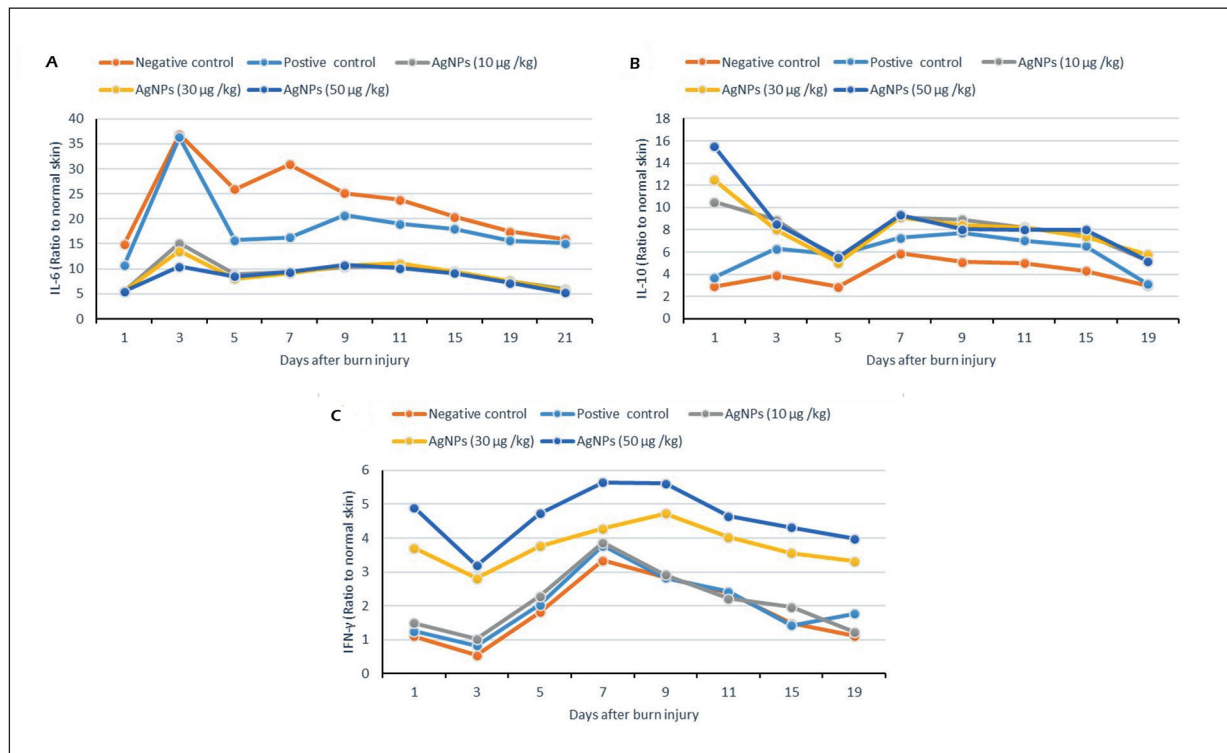 A
Negative control Postive control AgNPs (10 µg /kg)
AgNPs (30 µg /kg) AgNPs (50 µg /kg)
IL-6 (Ratio to normal skin)
40
35
30
25
20
15
10
5
0
1 3 5 7 9 11 15 19 21
Days after burn injury
B
Negative control Postive control AgNPs (10 µg /kg)
AgNPs (30 µg /kg) AgNPs (50 µg /kg)
IL-10 (Ratio to normal skin)
18
16
14
12
10
8
6
4
2
0
1 3 5 7 9 11 15 19
Days after burn injury
C
Negative control Postive control AgNPs (10 µg /kg)
AgNPs (30 µg /kg) AgNPs (50 µg /kg)
IFN-γ (Ratio to normal skin)
6
5
4
3
2
1
0
1 3 5 7 9 11 15 19
Days after burn injury